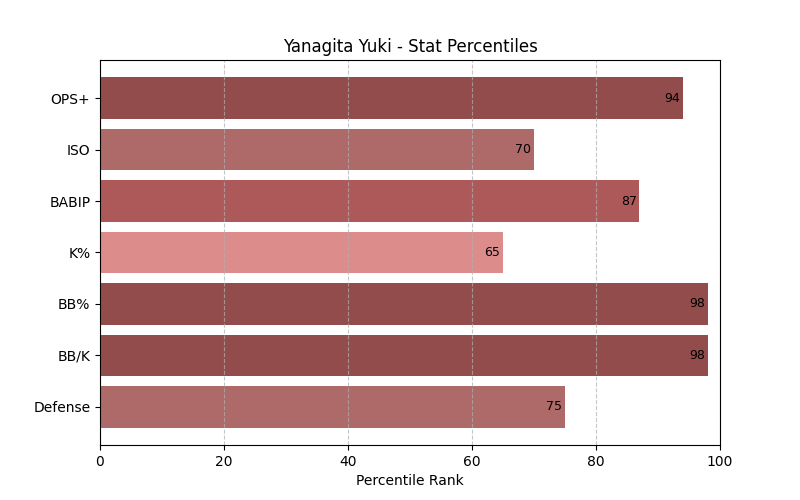 Yanagita Yuki - Stat Percentiles
OPS+ 94
ISO 70
BABIP 87
K% 65
BB% 98
BB/K 98
Defense 75
0 20 40 60 80 100
Percentile Rank